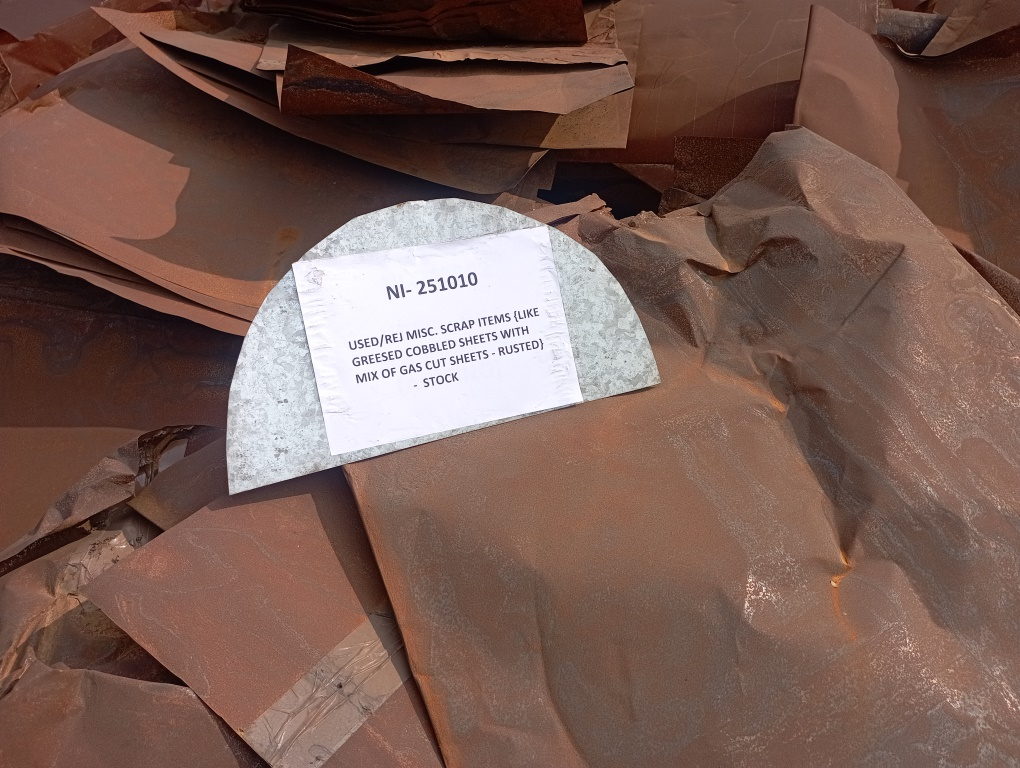 NI- 251010
USED/REJ MISC. SCRAP ITEMS {LIKE
GREESED COBBLED SHEETS WITH
MIX OF GAS CUT SHEETS - RUSTED}
- STOCK